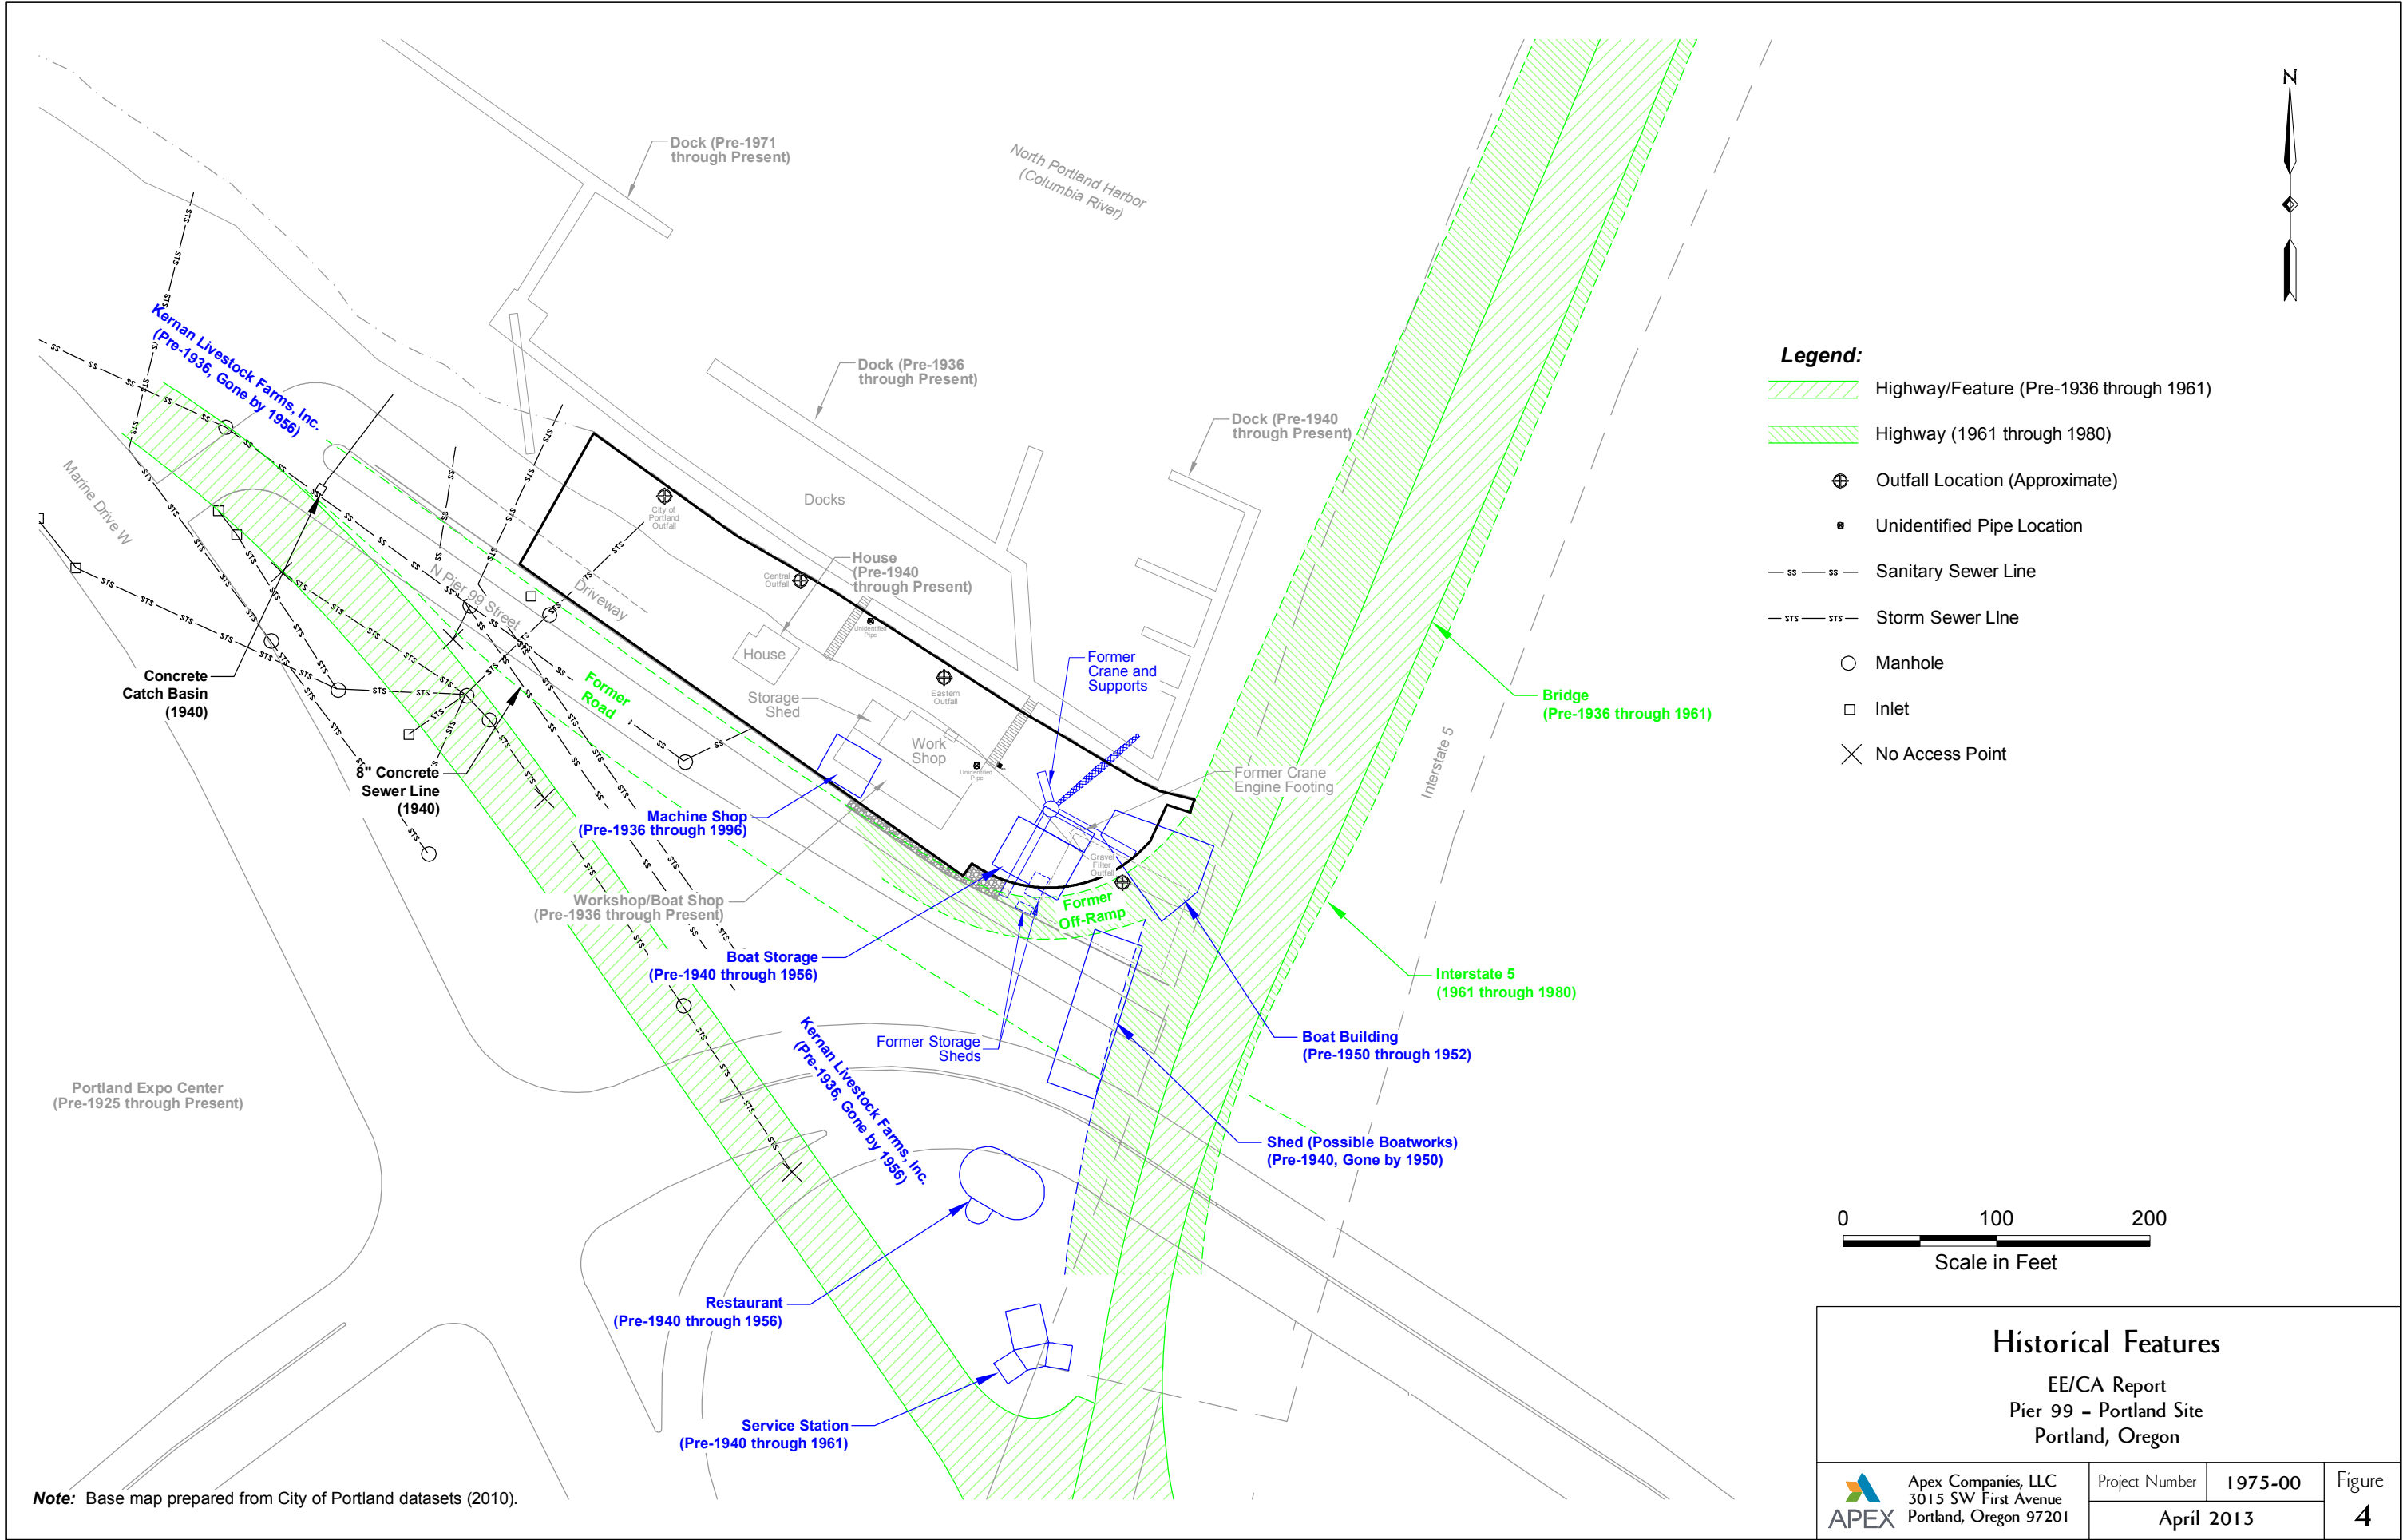 Dock (Pre-1971
through Present)
North Portland Harbor
(Columbia River)
N
Kernan Livestock Farms, Inc.
(Pre-1936, Gone by 1956)
Dock (Pre-1936
through Present)
Dock (Pre-1940
through Present)
Marine Drive W
City of
Portland
Outfall
Docks
House
(Pre-1940
through Present)
Central
Outfall
Unidentified
Pipe
N Pier 99 Street
Driveway
House
Former
Road
Storage
Shed
Eastern
Outfall
Former
Crane and
Supports
Work
Shop
Unidentified
Pipe
Former Crane
Engine Footing
Interstate 5
Bridge
(Pre-1936 through 1961)
Concrete
Catch Basin
(1940)
8" Concrete
Sewer Line
(1940)
Machine Shop
(Pre-1936 through 1996)
Gravel
Filter
Outfall
Workshop/Boat Shop
(Pre-1936 through Present)
Former
Off-Ramp
Boat Storage
(Pre-1940 through 1956)
Interstate 5
(1961 through 1980)
Former Storage
Sheds
Boat Building
(Pre-1950 through 1952)
Kernan Livestock Farms, Inc.
(Pre-1936, Gone by 1956)
Portland Expo Center
(Pre-1925 through Present)
Shed (Possible Boatworks)
(Pre-1940, Gone by 1950)
Restaurant
(Pre-1940 through 1956)
Service Station
(Pre-1940 through 1961)
Legend:
Highway/Feature (Pre-1936 through 1961)
Highway (1961 through 1980)
Outfall Location (Approximate)
Unidentified Pipe Location
SS SS Sanitary Sewer Line
STS STS Storm Sewer LIne
Manhole
Inlet
No Access Point
0 100 200
Scale in Feet
Historical Features
EE/CA Report
Pier 99 - Portland Site
Portland, Oregon
APEX
Apex Companies, LLC
3015 SW First Avenue
Portland, Oregon 97201
Project Number 1975-00
April 2013
Figure
4
Note: Base map prepared from City of Portland datasets (2010).